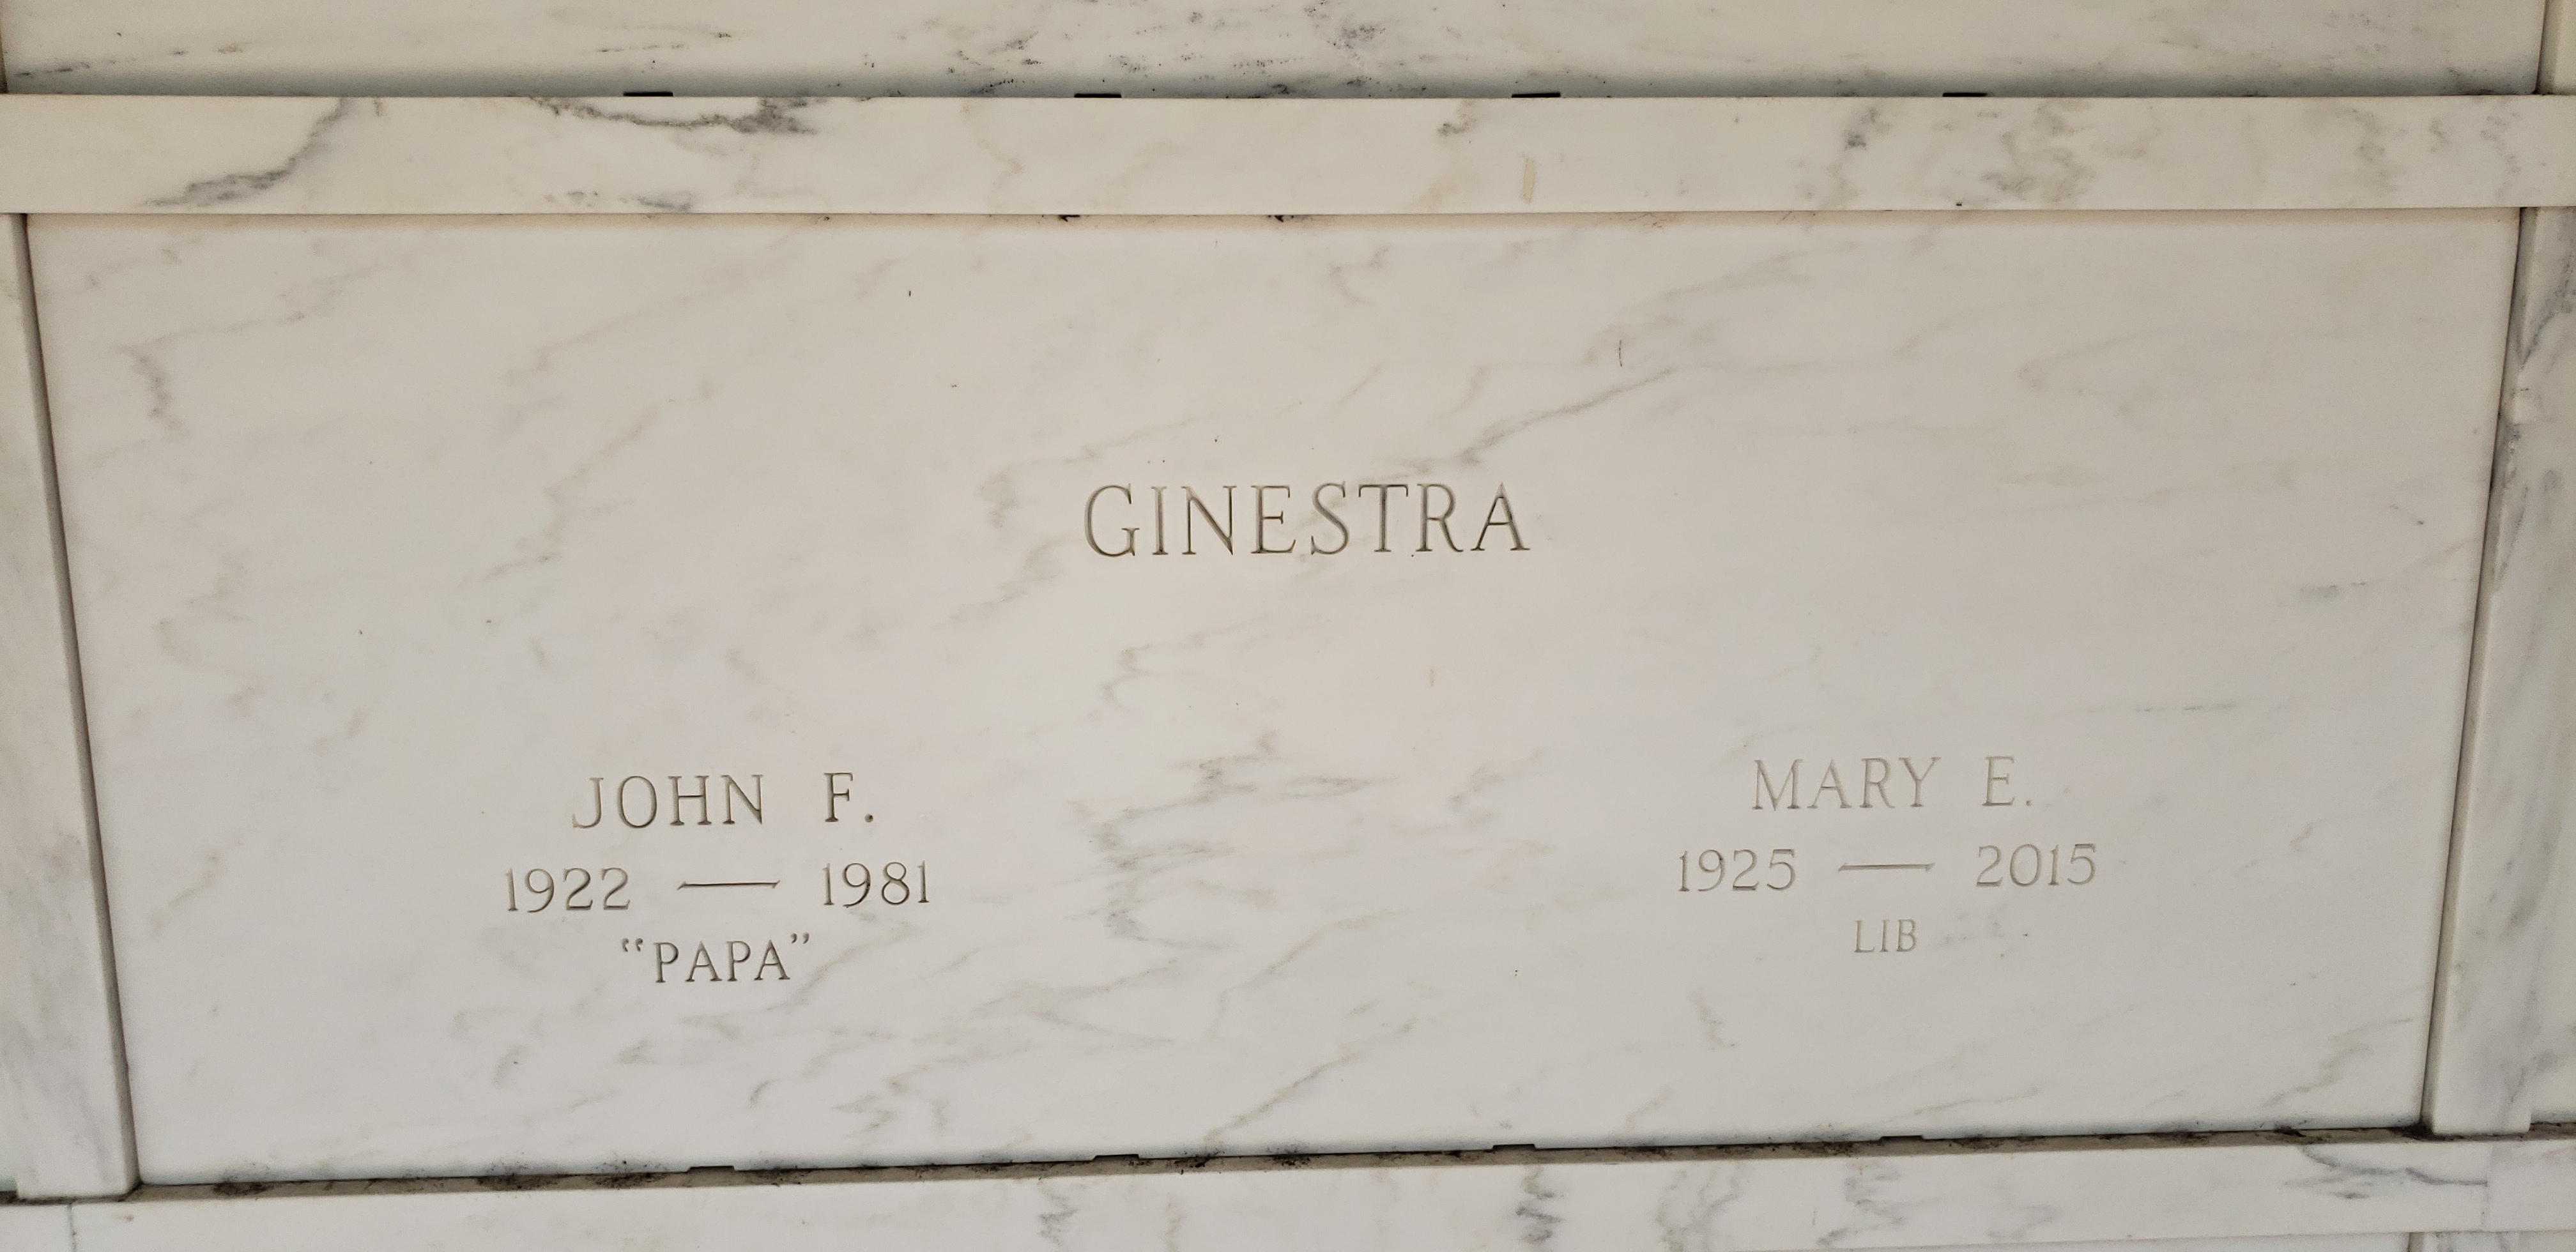 GINESTRA
JOHN F.
1922 — 1981
“PAPA”
MARY E.
1925 — 2015
LIB